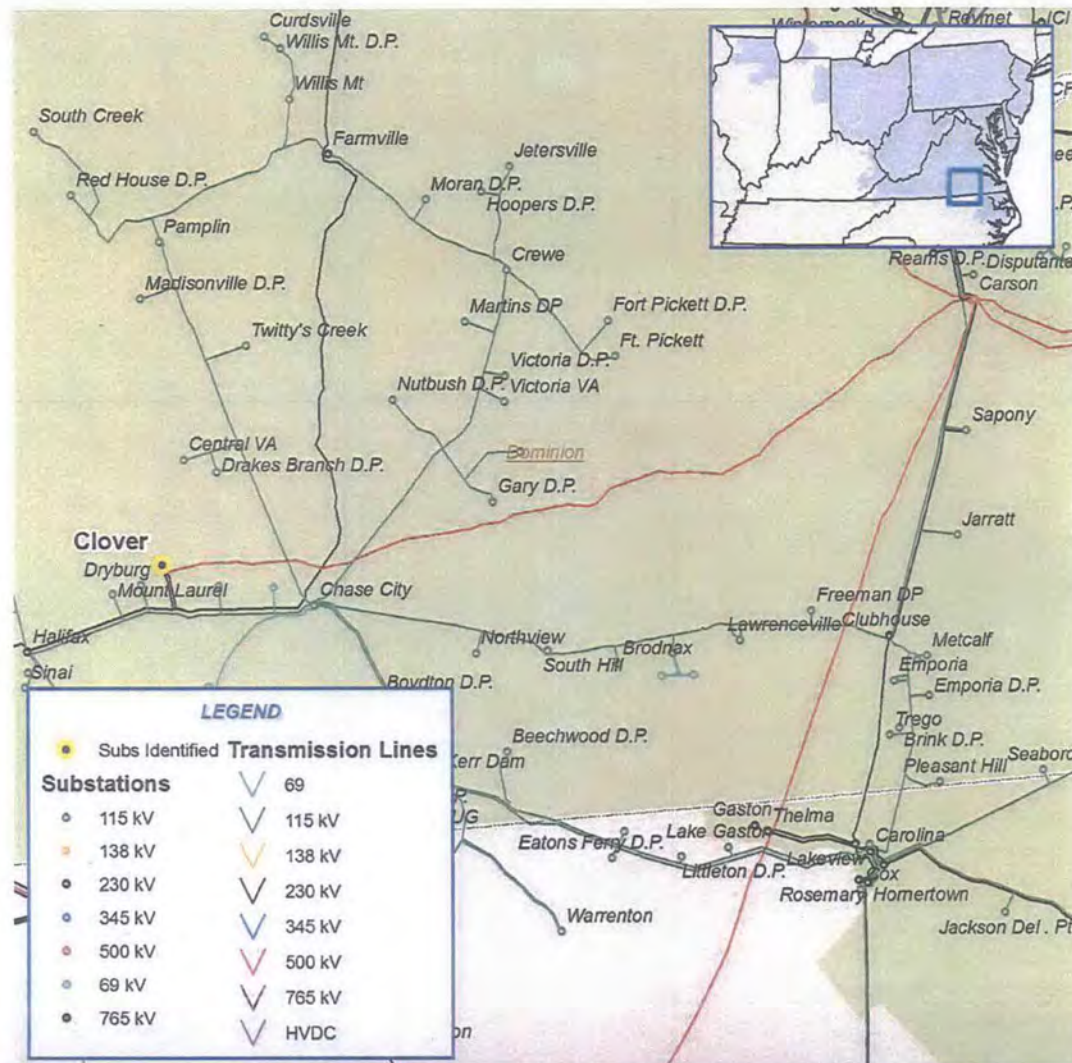 Curdsville
Willis Mt. D.P.
Willis Mt
South Creek
Farmville
Jetersville
Red House D.P.
Moran D.P.
Hoopers D.P.
Pamplin
Crewe
Madisonville D.P.
Martins DP
Fort Pickett D.P.
Twitty's Creek
Ft. Pickett
Victoria D.P.
Nutbush D.P.
Victoria VA
Reams D.P.
Disputanta
Carson
Sapony
Central VA
Dominion
Drakes Branch D.P.
Gary D.P.
Jarratt
Clover
Dryburg
Mount Laurel
Chase City
Freeman DP
Halifax
Northview
Lawrenceville
Clubhouse
Brodnax
Metcalf
South Hill
Sinai
Emporia
Boydton D.P.
Emporia D.P.
Trego
Beechwood D.P.
Brink D.P.
Kerr Dam
Pleasant Hill
Seabor
Gaston
Thelma
Lake Gaston
Carolina
Eatons Ferry D.P.
Lakeview
Littleton D.P.
Cox
Rosemary
Hornertown
Warrenton
Jackson Del . Pt
LEGEND
Subs Identified
Transmission Lines
Substations
69
115 kV
115 kV
138 kV
138 kV
230 kV
230 kV
345 kV
345 kV
500 kV
500 kV
69 kV
765 kV
765 kV
HVDC